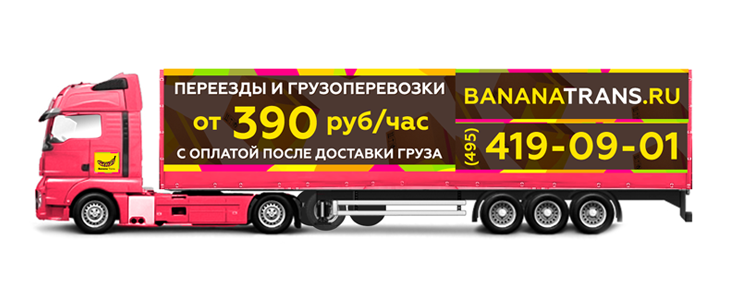 ПЕРЕЕЗДЫ И ГРУЗОПЕРЕВОЗКИ
от 390 руб/час
С ОПЛАТОЙ ПОСЛЕ ДОСТАВКИ ГРУЗА
BANANATRANS.RU
(495) 419-09-01